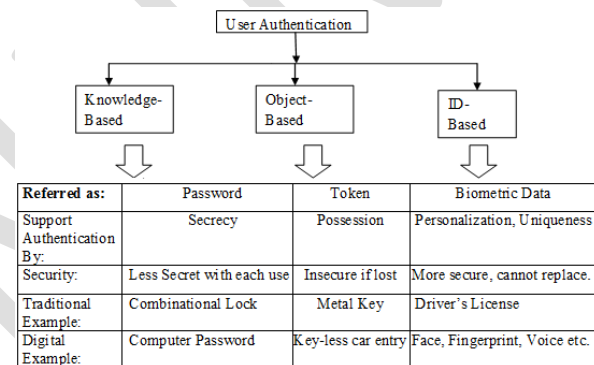 User Authentication
Knowledge-
Based
Object-
Based
ID-
Based
Referred as: Password Token Biometric Data
Support Secrecy Possession Personalization, Uniqueness
Authentication
By:
Security: Less Secret with each use Insecure if lost More secure, cannot replace.
Traditional Combinational Lock Metal Key Driver's License
Example:
Digital Computer Password Key-less car entry Face, Fingerprint, Voice etc.
Example: